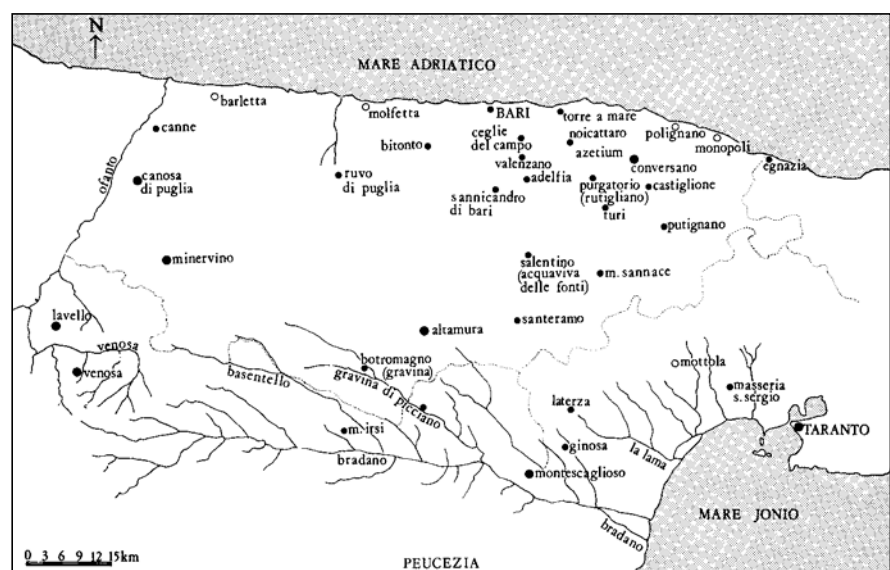 N
MARE ADRIATICO
barletta
molfetta
BARI
torre a mare
canne
bitonto
ceglie
del campo
noicattaro
azetium
polignano
monopoli
valenzano
conversano
egnazia
ofanto
canosa
di puglia
ruvo
di puglia
adelfia
purgatorio
(rutigliano)
castiglione
sannicandro
di bari
turi
putignano
minervino
salentino
(acquaviva
delle fonti)
m. sannace
lavello
altamura
santeramo
venosa
venosa
basentello
botromagno
(gravina)
gravina di picciano
mottola
masseria
s. sergio
laterza
TARANTO
m. irsi
ginosa
la lama
bradano
montescaglioso
MARE JONIO
bradano
0 3 6 9 12 15 km
PEUCEZIA